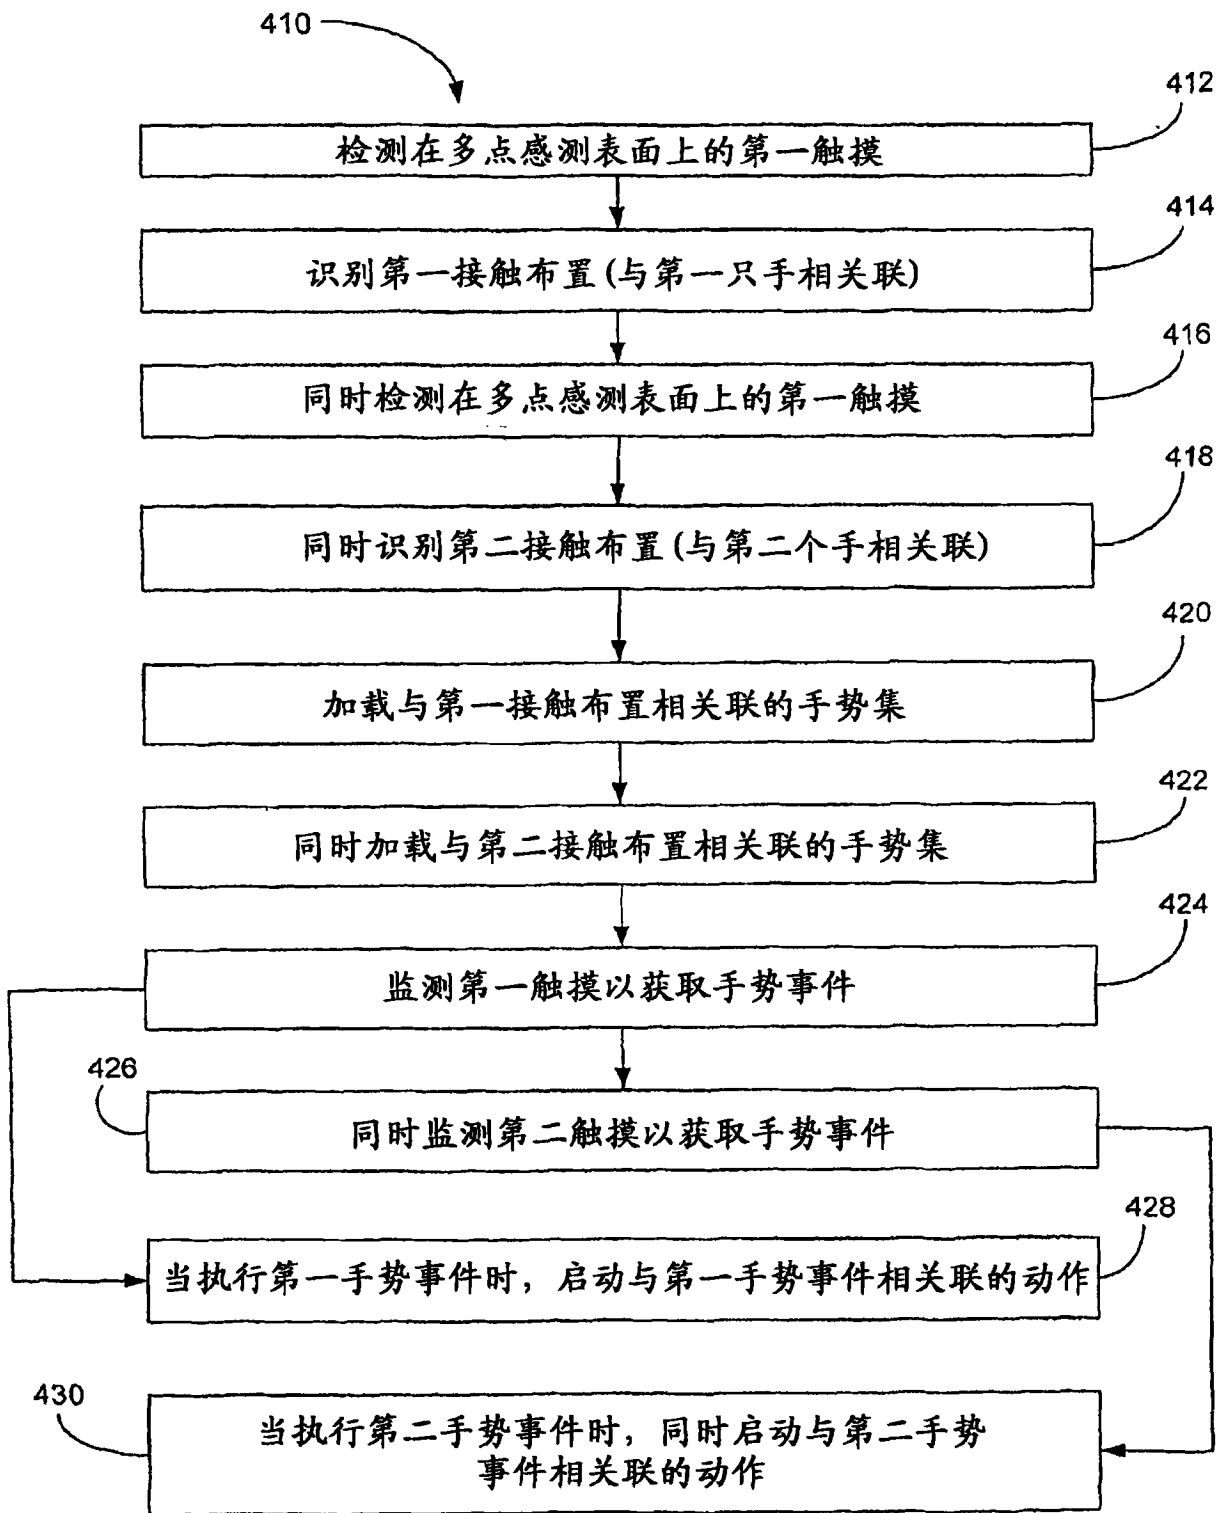 410
412
检测在多点感测表面上的第一触摸
414
识别第一接触布置(与第一只手相关联)
416
同时检测在多点感测表面上的第一触摸
418
同时识别第二接触布置(与第二个手相关联)
420
加载与第一接触布置相关联的手势集
422
同时加载与第二接触布置相关联的手势集
424
监测第一触摸以获取手势事件
426
同时监测第二触摸以获取手势事件
428
当执行第一手势事件时，启动与第一手势事件相关联的动作
430
当执行第二手势事件时，同时启动与第二手势
事件相关联的动作